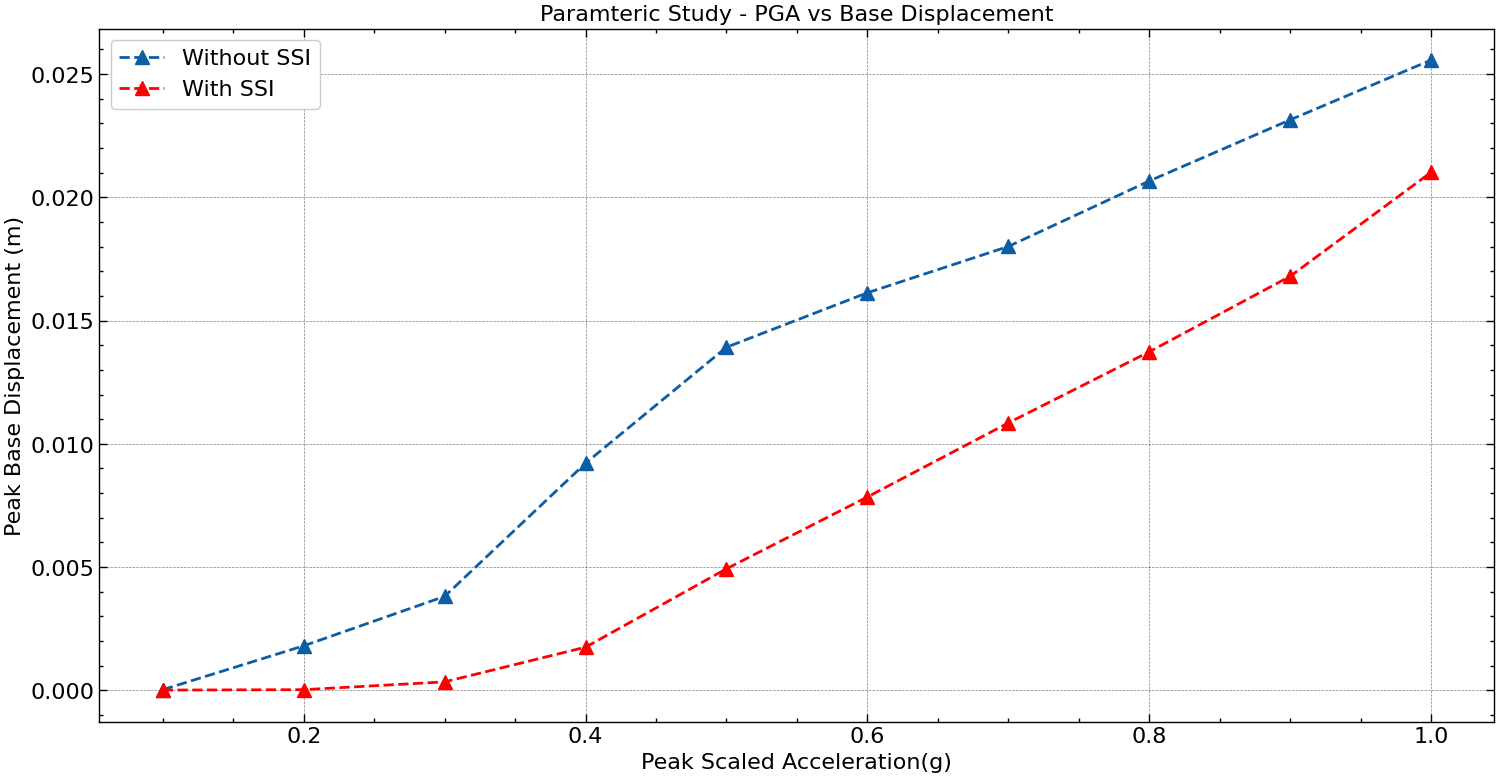 Paramteric Study - PGA vs Base Displacement
Without SSI
With SSI
Peak Base Displacement (m)
0.025
0.020
0.015
0.010
0.005
0.000
0.2
0.4
0.6
0.8
1.0
Peak Scaled Acceleration(g)